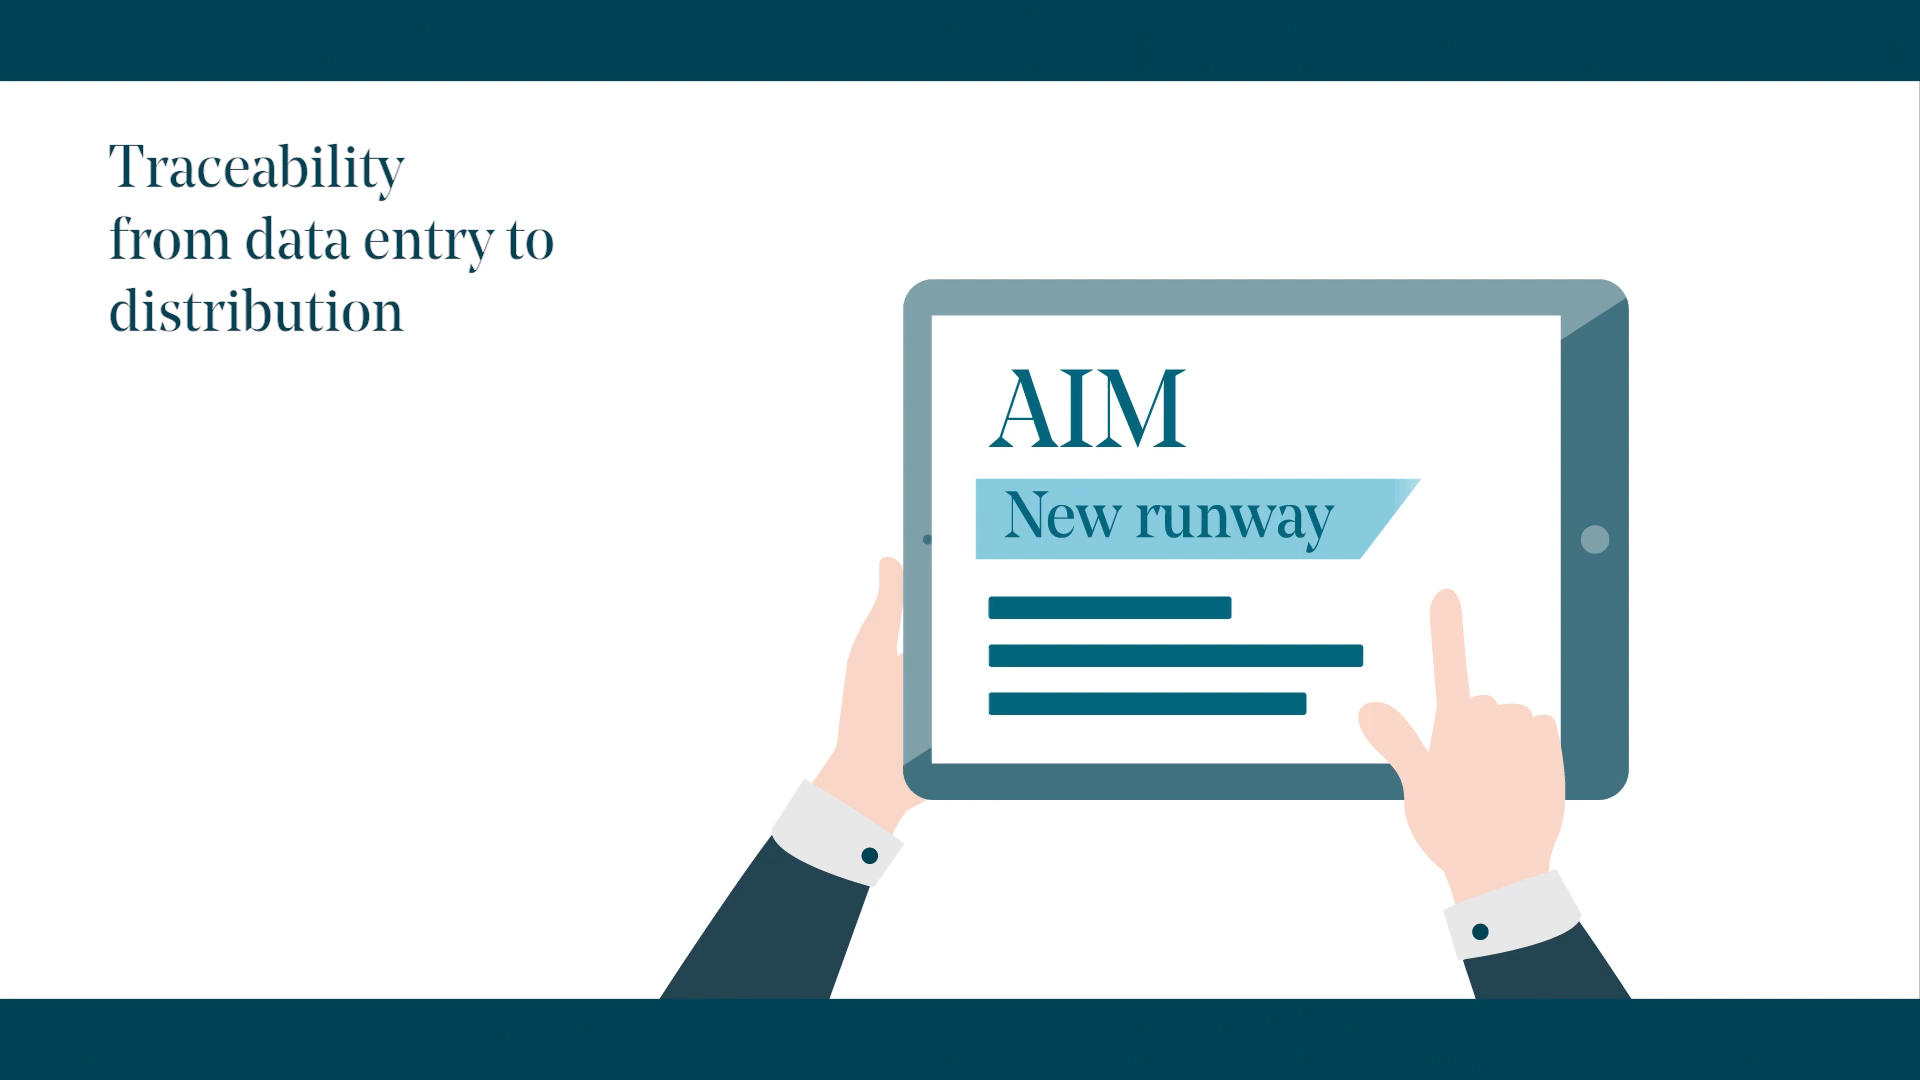 Traceability
from data entry to
distribution
AIM
New runway